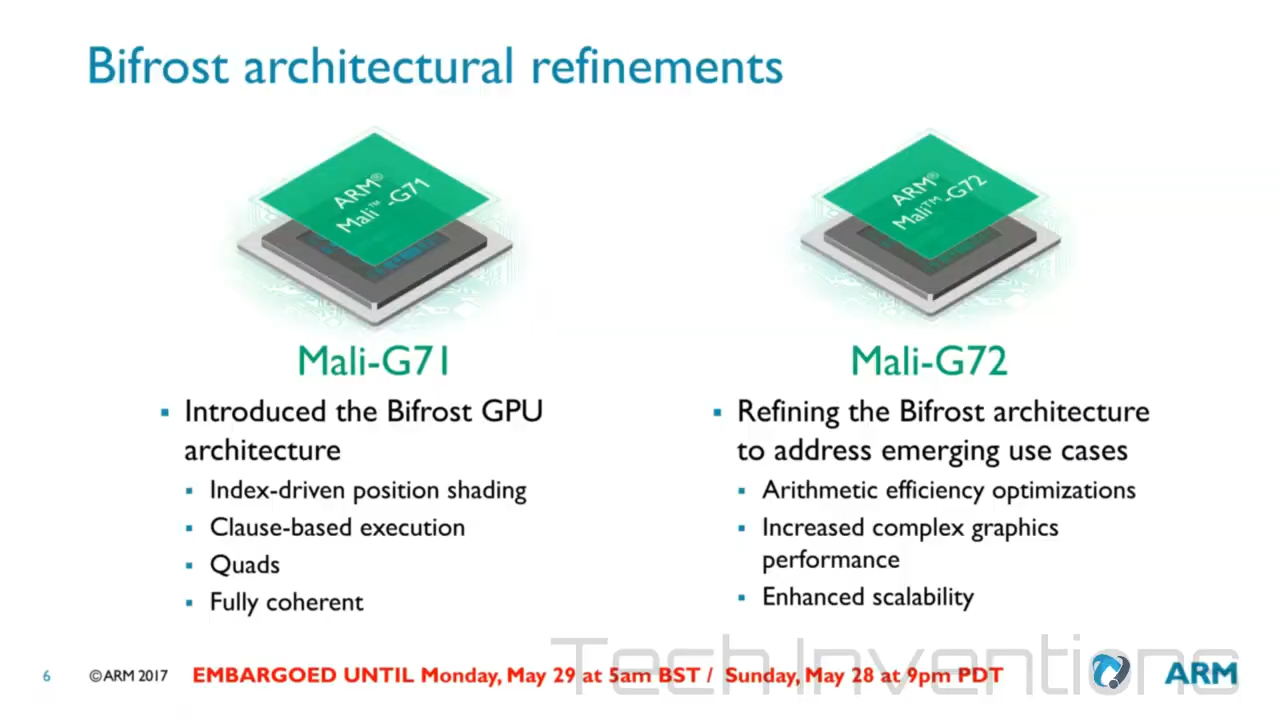 Bifrost architectural refinements
ARM®
Mali™-G71
ARM®
Mali™-G72
Mali-G71
▪ Introduced the Bifrost GPU
architecture
▪ Index-driven position shading
▪ Clause-based execution
▪ Quads
▪ Fully coherent
Mali-G72
▪ Refining the Bifrost architecture
to address emerging use cases
▪ Arithmetic efficiency optimizations
▪ Increased complex graphics
performance
▪ Enhanced scalability
Tech Inventions
6 ©ARM 2017 EMBARGOED UNTIL Monday, May 29 at 5am BST / Sunday, May 28 at 9pm PDT ARM